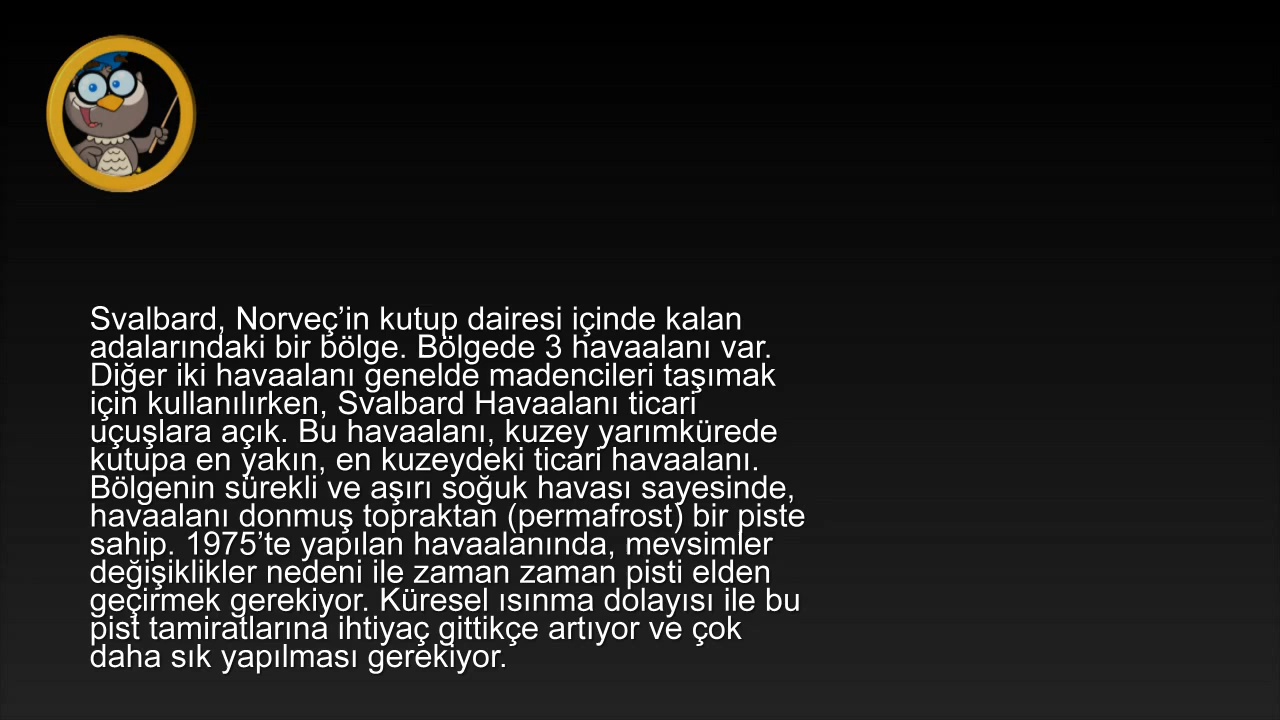 Svalbard, Norveç’in kutup dairesi içinde kalan
adalarındaki bir bölge. Bölgede 3 havaalanı var.
Diğer iki havaalanı genelde madencileri taşımak
için kullanılırken, Svalbard Havaalanı ticari
uçuşlara açık. Bu havaalanı, kuzey yarımkürede
kutupa en yakın, en kuzeydeki ticari havaalanı.
Bölgenin sürekli ve aşırı soğuk havası sayesinde,
havaalanı donmuş topraktan (permafrost) bir piste
sahip. 1975’te yapılan havaalanında, mevsimler
değişiklikler nedeni ile zaman zaman pisti elden
geçirmek gerekiyor. Küresel ısınma dolayısı ile bu
pist tamiratlarına ihtiyaç gittikçe artıyor ve çok
daha sık yapılması gerekiyor.